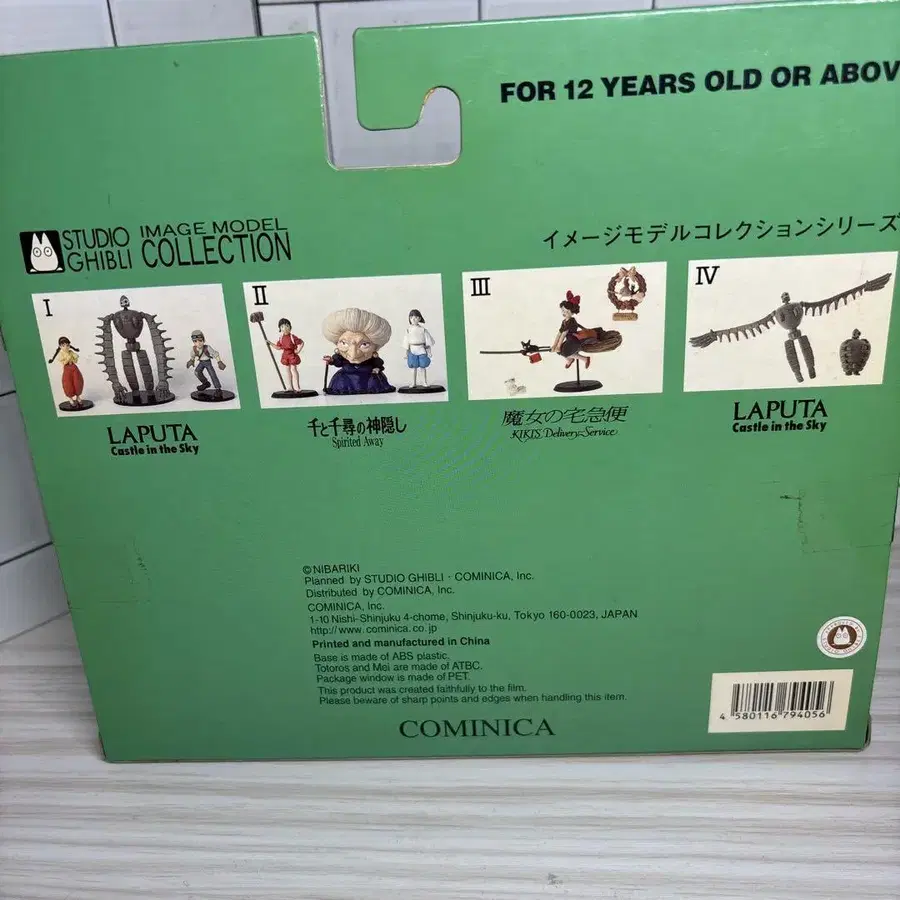 FOR 12 YEARS OLD OR ABOV
STUDIO GHIBLI IMAGE MODEL COLLECTION
イメージモデルコレクションシリーズ
I
II
III
IV
LAPUTA
Castle in the Sky
千と千尋の神隠し
Spirited Away
魔女の宅急便
KIKI'S Delivery Service
LAPUTA
Castle in the Sky
©NIBARIKI
Planned by STUDIO GHIBLI · COMINICA, Inc.
Distributed by COMINICA, Inc.
COMINICA, Inc.
1-10 Nishi-Shinjuku 4-chome, Shinjuku-ku, Tokyo 160-0023, JAPAN
http://www.cominica.co.jp
Printed and manufactured in China
Base is made of ABS plastic.
Totoros and Mei are made of ATBC.
Package window is made of PET.
This product was created faithfully to the film.
Please beware of sharp points and edges when handling this item.
COMINICA
4 580116 794056